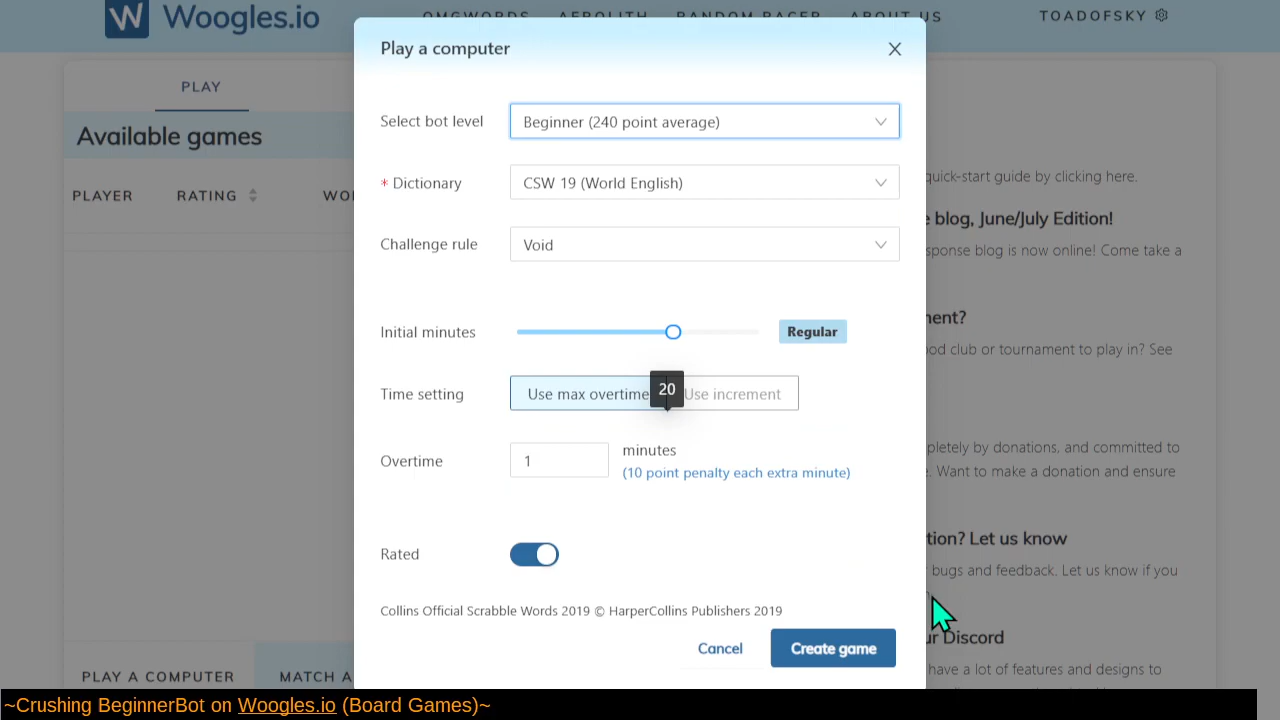 W Woogles.io
OMGWORDS AEROLITH RANDOM RACER ABOUT US
TOADOFSKY
Play a computer
PLAY
Select bot level Beginner (240 point average)
Available games
* Dictionary CSW 19 (World English)
quick-start guide by clicking here.
PLAYER RATING
blog, June/July Edition!
Challenge rule Void
response blog is now online! Come take a
Initial minutes Regular
club or tournament to play in? See
Time setting Use max overtime 20 Use increment
Overtime 1 minutes
(10 point penalty each extra minute)
by donations, and committed to
Want to make a donation and ensure
Let us know
Rated
bugs and feedback. Let us know if you
Collins Official Scrabble Words 2019 © HarperCollins Publishers 2019
Discord
Cancel Create game
have a lot of features and designs to
PLAY A COMPUTER MATCH A
~Crushing BeginnerBot on Woogles.io (Board Games)~